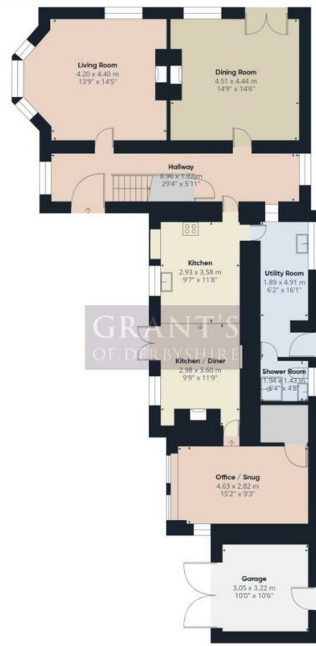 Living Room
4.20 x 4.40 m
13'9" x 14'5"
Dining Room
4.51 x 4.44 m
14'9" x 14'6"
Hallway
8.96 x 1.82 m
29'4" x 5'11"
Kitchen
2.93 x 3.58 m
9'7" x 11'8"
Utility Room
1.89 x 4.91 m
6'2" x 16'1"
GRANT'S
OF DERBYSHIRE
Kitchen / Diner
2.98 x 3.60 m
9'9" x 11'9"
Shower Room
1.94 x 1.43 m
6'4" x 4'8"
Office / Snug
4.63 x 2.82 m
15'2" x 9'3"
Garage
3.05 x 3.22 m
10'0" x 10'6"